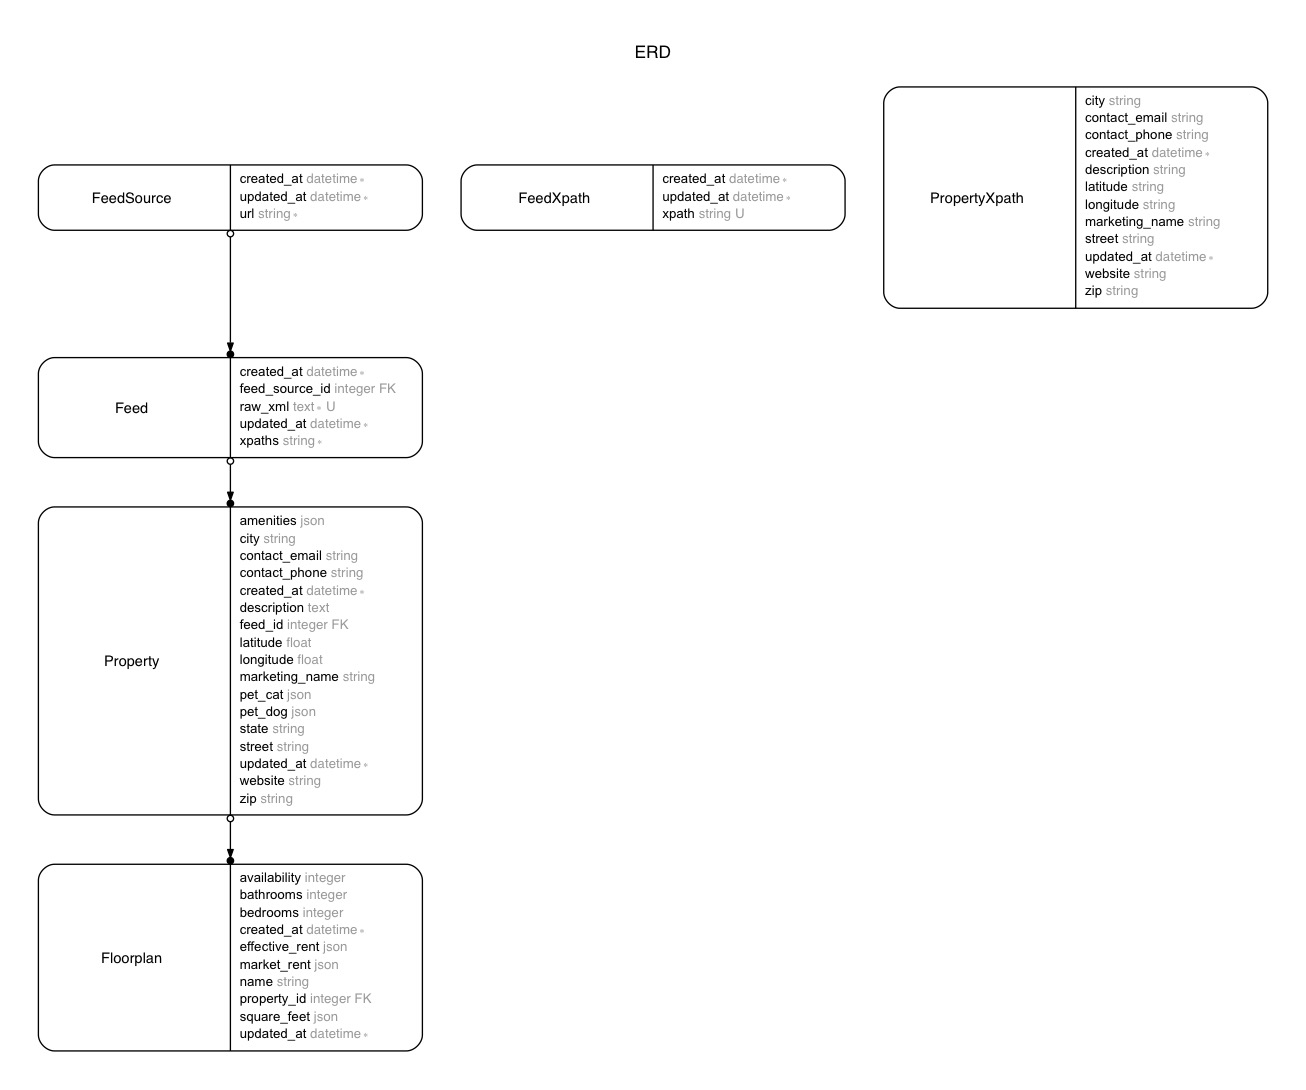 ERD
FeedSource
created_at datetime *
updated_at datetime *
url string *
FeedXpath
created_at datetime *
updated_at datetime *
xpath string U
PropertyXpath
city string
contact_email string
contact_phone string
created_at datetime *
description string
latitude string
longitude string
marketing_name string
street string
updated_at datetime *
website string
zip string
Feed
created_at datetime *
feed_source_id integer FK
raw_xml text * U
updated_at datetime *
xpaths string *
Property
amenities json
city string
contact_email string
contact_phone string
created_at datetime *
description text
feed_id integer FK
latitude float
longitude float
marketing_name string
pet_cat json
pet_dog json
state string
street string
updated_at datetime *
website string
zip string
Floorplan
availability integer
bathrooms integer
bedrooms integer
created_at datetime *
effective_rent json
market_rent json
name string
property_id integer FK
square_feet json
updated_at datetime *